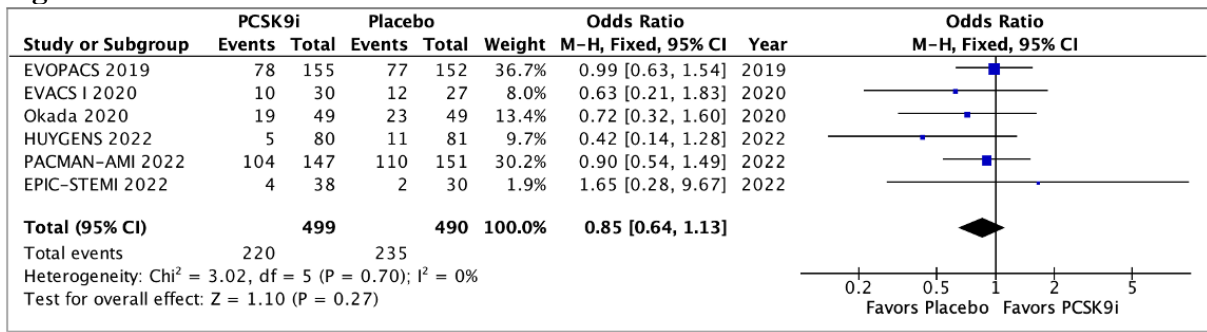 PCSK9i Placebo Odds Ratio Odds Ratio
Study or Subgroup Events Total Events Total Weight M-H, Fixed, 95% CI Year M-H, Fixed, 95% CI
EVOPACS 2019 78 155 77 152 36.7% 0.99 [0.63, 1.54] 2019
EVACS I 2020 10 30 12 27 8.0% 0.63 [0.21, 1.83] 2020
Okada 2020 19 49 23 49 13.4% 0.72 [0.32, 1.60] 2020
HUYGENS 2022 5 80 11 81 9.7% 0.42 [0.14, 1.28] 2022
PACMAN-AMI 2022 104 147 110 151 30.2% 0.90 [0.54, 1.49] 2022
EPIC-STEMI 2022 4 38 2 30 1.9% 1.65 [0.28, 9.67] 2022
Total (95% CI) 499 490 100.0% 0.85 [0.64, 1.13]
Total events 220 235
Heterogeneity: Chi² = 3.02, df = 5 (P = 0.70); I² = 0%
Test for overall effect: Z = 1.10 (P = 0.27)
0.2 0.5 1 2 5
Favors Placebo Favors PCSK9i